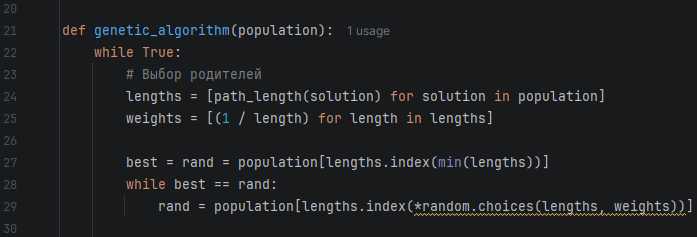 20
21 def genetic_algorithm(population): 1 usage
22 while True:
23 # Выбор родителей
24 lengths = [path_length(solution) for solution in population]
25 weights = [(1 / length) for length in lengths]
26
27 best = rand = population[lengths.index(min(lengths))]
28 while best == rand:
29 rand = population[lengths.index(*random.choices(lengths, weights))]
30